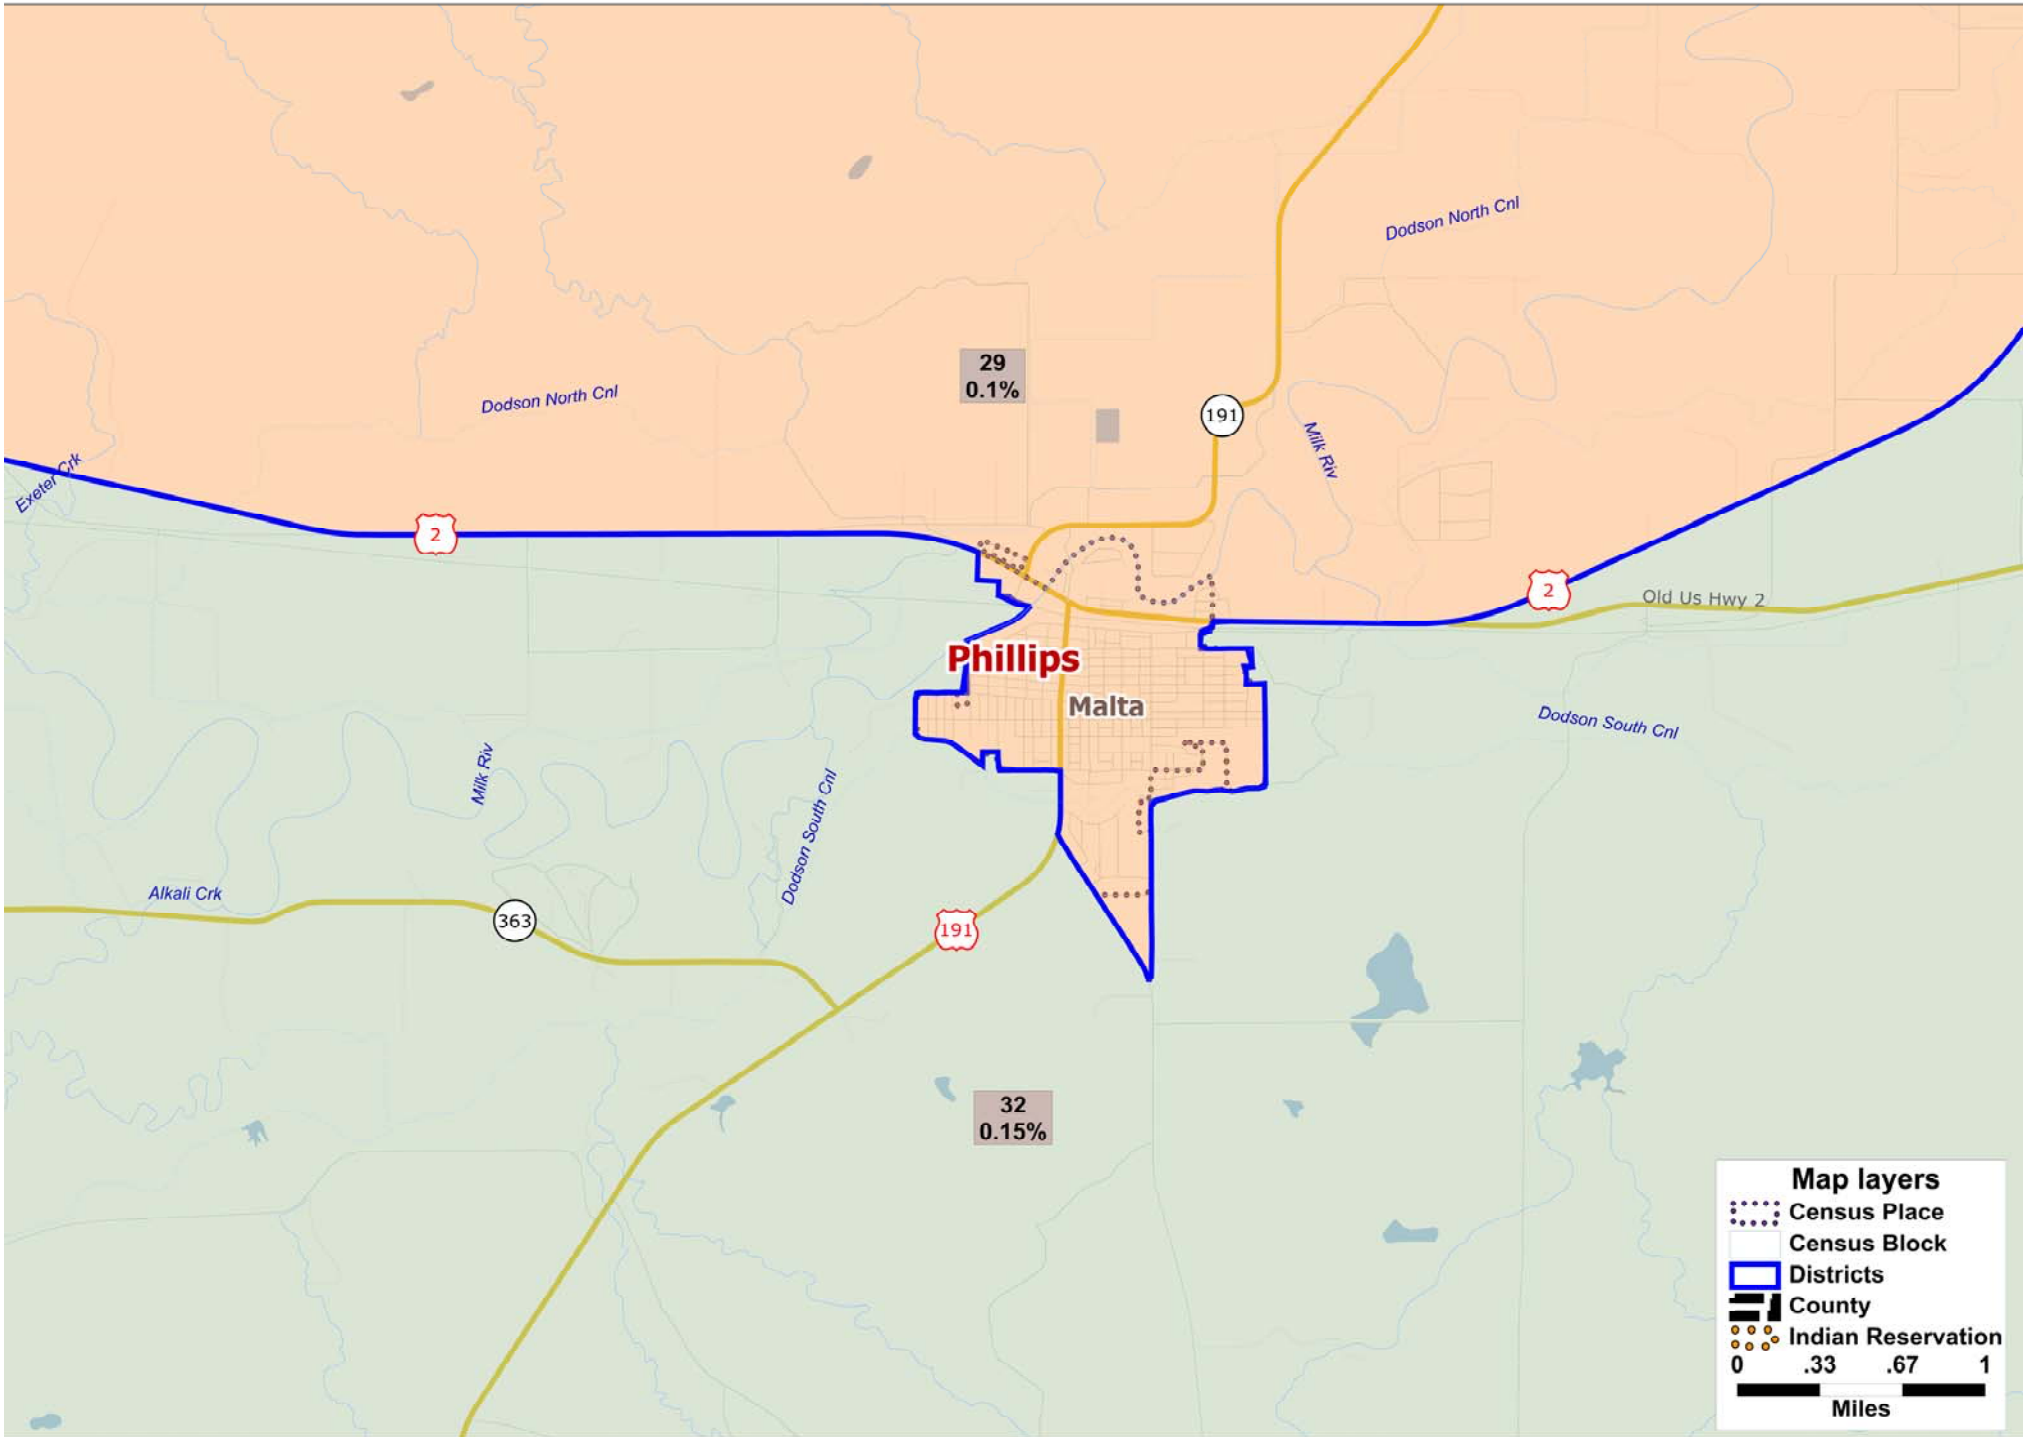 Dodson North Cnl
29
0.1%
Dodson North Cnl
191
Milk Riv
Exeter Crk
2
2
Old Us Hwy 2
Phillips
Malta
Dodson South Cnl
Milk Riv
Dodson South Cnl
Alkali Crk
363
191
32
0.15%
Map layers
Census Place
Census Block
Districts
County
Indian Reservation
0 .33 .67 1
Miles